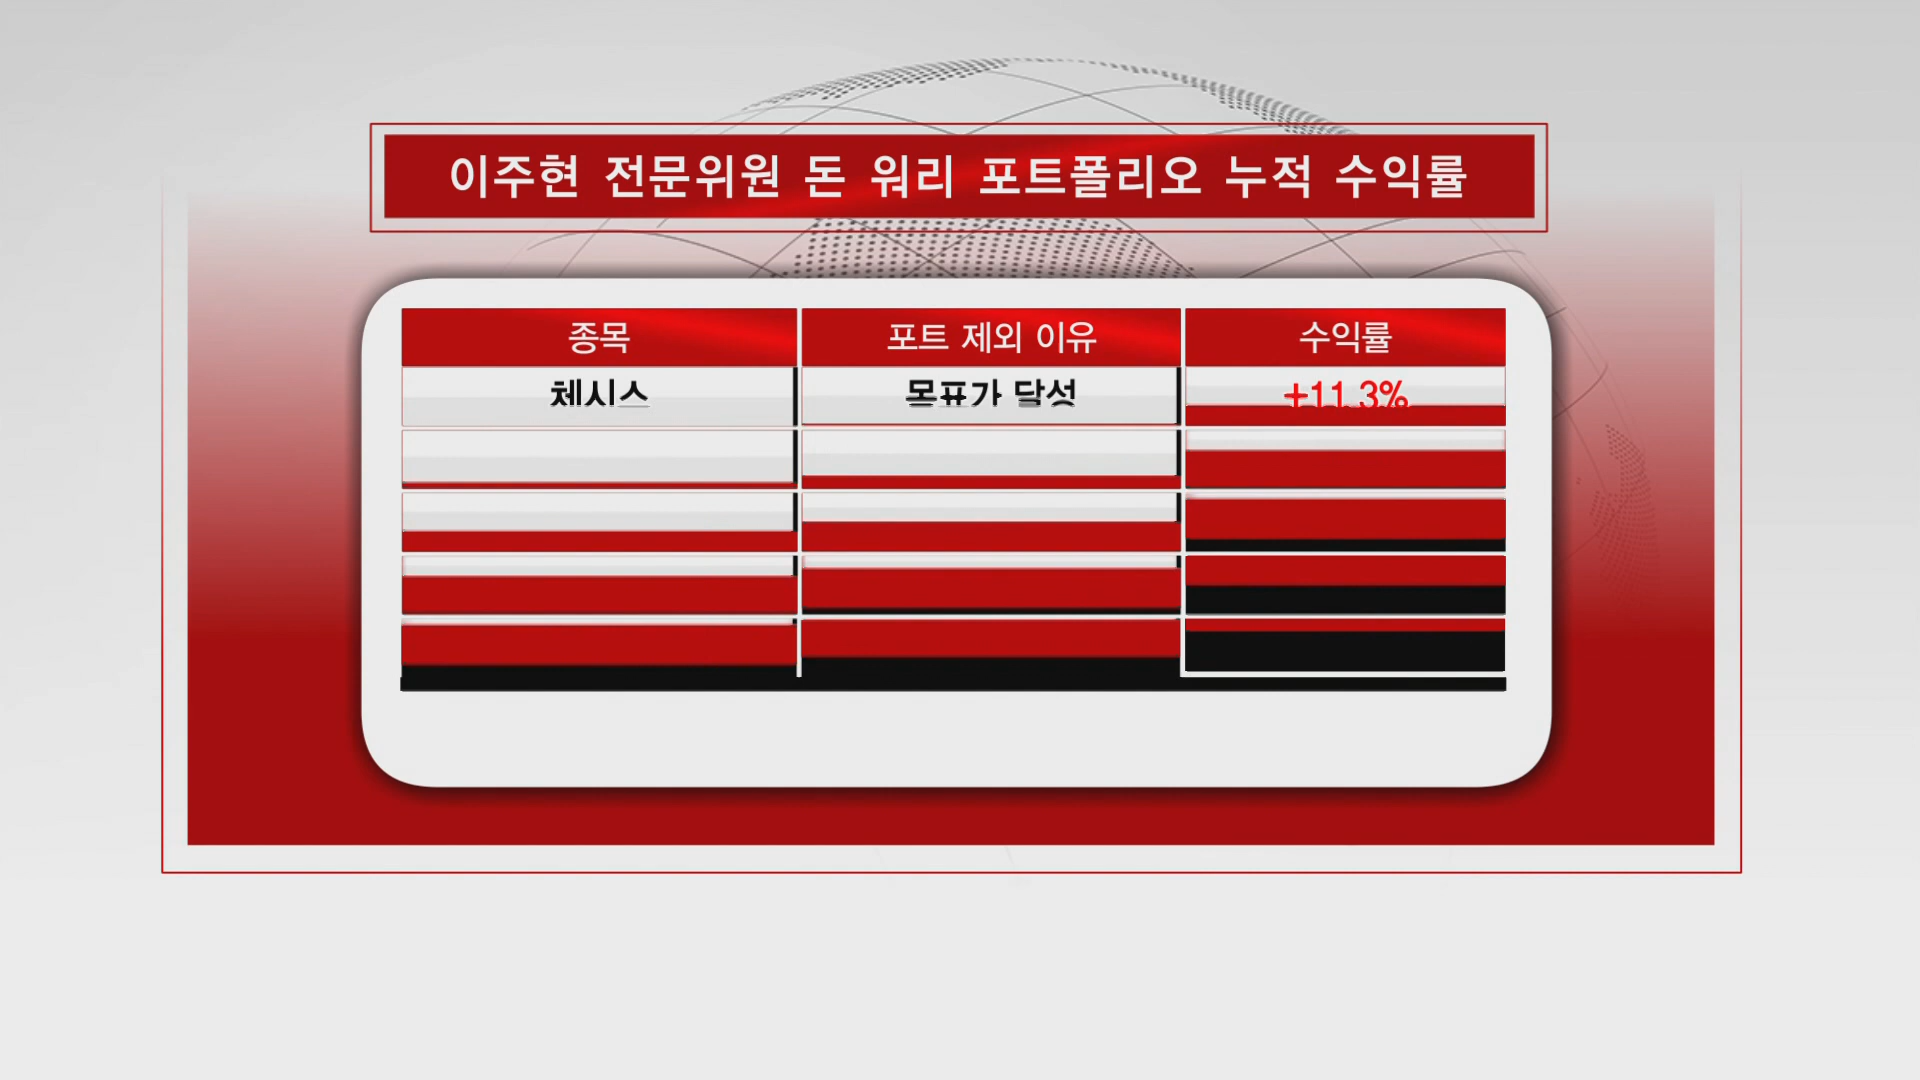 이주현 전문위원 돈 워리 포트폴리오 누적 수익률
종목 포트 제외 이유 수익률
체시스 목표가 달성 +11.3%